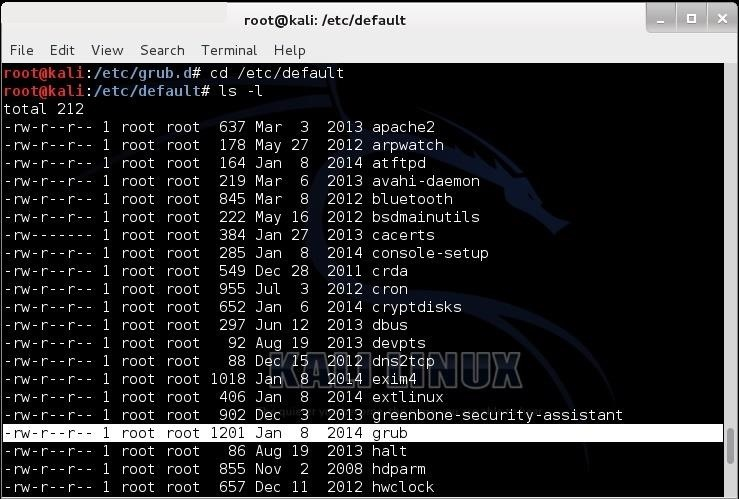 root@kali: /etc/default
File Edit View Search Terminal Help
root@kali:/etc/grub.d# cd /etc/default
root@kali:/etc/default# ls -l
total 212
-rw-r--r-- 1 root root  637 Mar  3  2013 apache2
-rw-r--r-- 1 root root  178 May 27  2012 arpwatch
-rw-r--r-- 1 root root  164 Jan  8  2014 atftpd
-rw-r--r-- 1 root root  219 Mar  6  2013 avahi-daemon
-rw-r--r-- 1 root root  845 Mar  8  2012 bluetooth
-rw-r--r-- 1 root root  222 May 16  2012 bsdmainutils
-rw------- 1 root root  384 Jan 27  2013 cacerts
-rw-r--r-- 1 root root  285 Jan  8  2014 console-setup
-rw-r--r-- 1 root root  549 Dec 28  2011 crda
-rw-r--r-- 1 root root  955 Jul  3  2012 cron
-rw-r--r-- 1 root root  652 Jan  6  2014 cryptdisks
-rw-r--r-- 1 root root  297 Jun 12  2013 dbus
-rw-r--r-- 1 root root   92 Aug 19  2013 devpts
-rw-r--r-- 1 root root   88 Dec 15  2012 dns2tcp
-rw-r--r-- 1 root root 1018 Jan  8  2014 exim4
-rw-r--r-- 1 root root  406 Jan  8  2014 extlinux
-rw-r--r-- 1 root root  902 Dec  3  2013 greenbone-security-assistant
-rw-r--r-- 1 root root 1201 Jan  8  2014 grub
-rw-r--r-- 1 root root   86 Aug 19  2013 halt
-rw-r--r-- 1 root root  855 Nov  2  2008 hdparm
-rw-r--r-- 1 root root  657 Dec 11  2012 hwclock
KALI LINUX